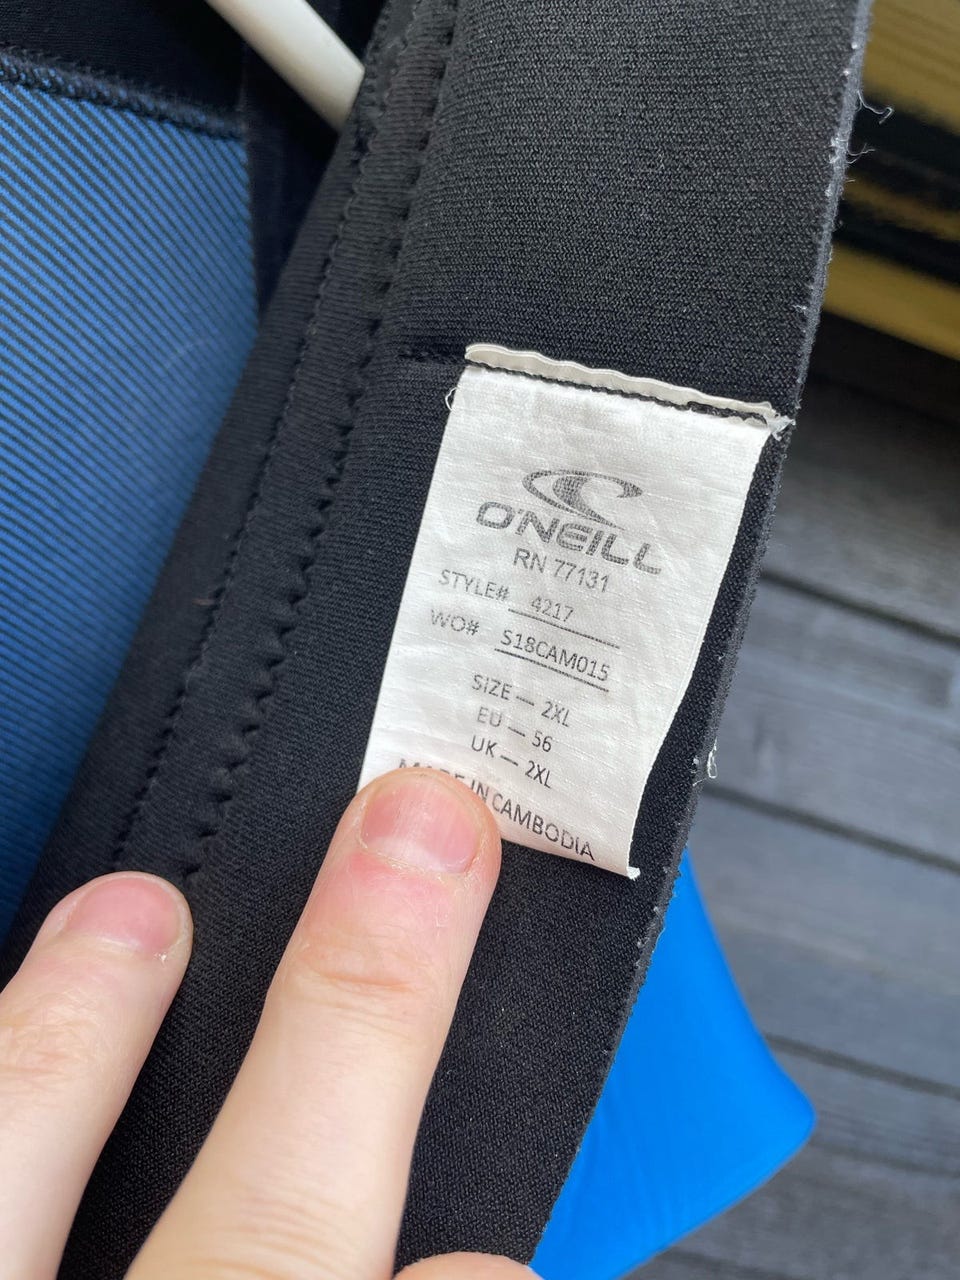 O'NEILL
RN 77131
STYLE# 4217
WO# S18CAM015
SIZE — 2XL
EU — 56
UK — 2XL
MADE IN CAMBODIA